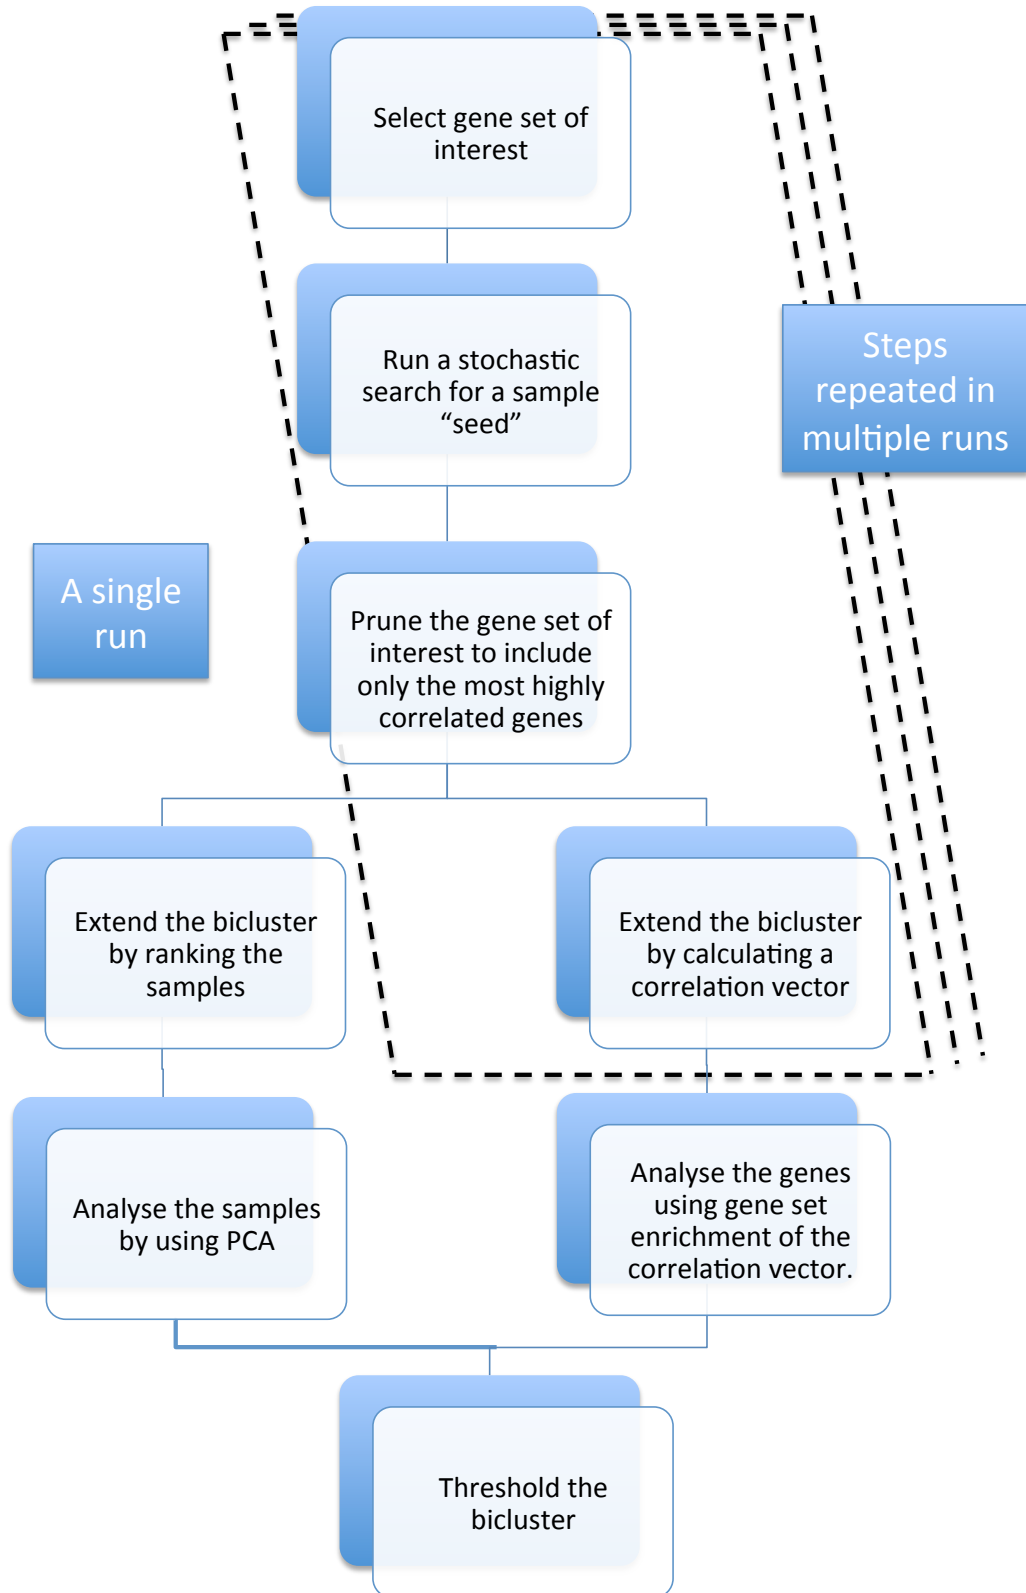 Select gene set of
interest
Run a stochastic
search for a sample
“seed”
Steps
repeated in
multiple runs
A single
run
Prune the gene set of
interest to include
only the most highly
correlated genes
Extend the bicluster
by ranking the
samples
Extend the bicluster
by calculating a
correlation vector
Analyse the samples
by using PCA
Analyse the genes
using gene set
enrichment of the
correlation vector.
Threshold the
bicluster